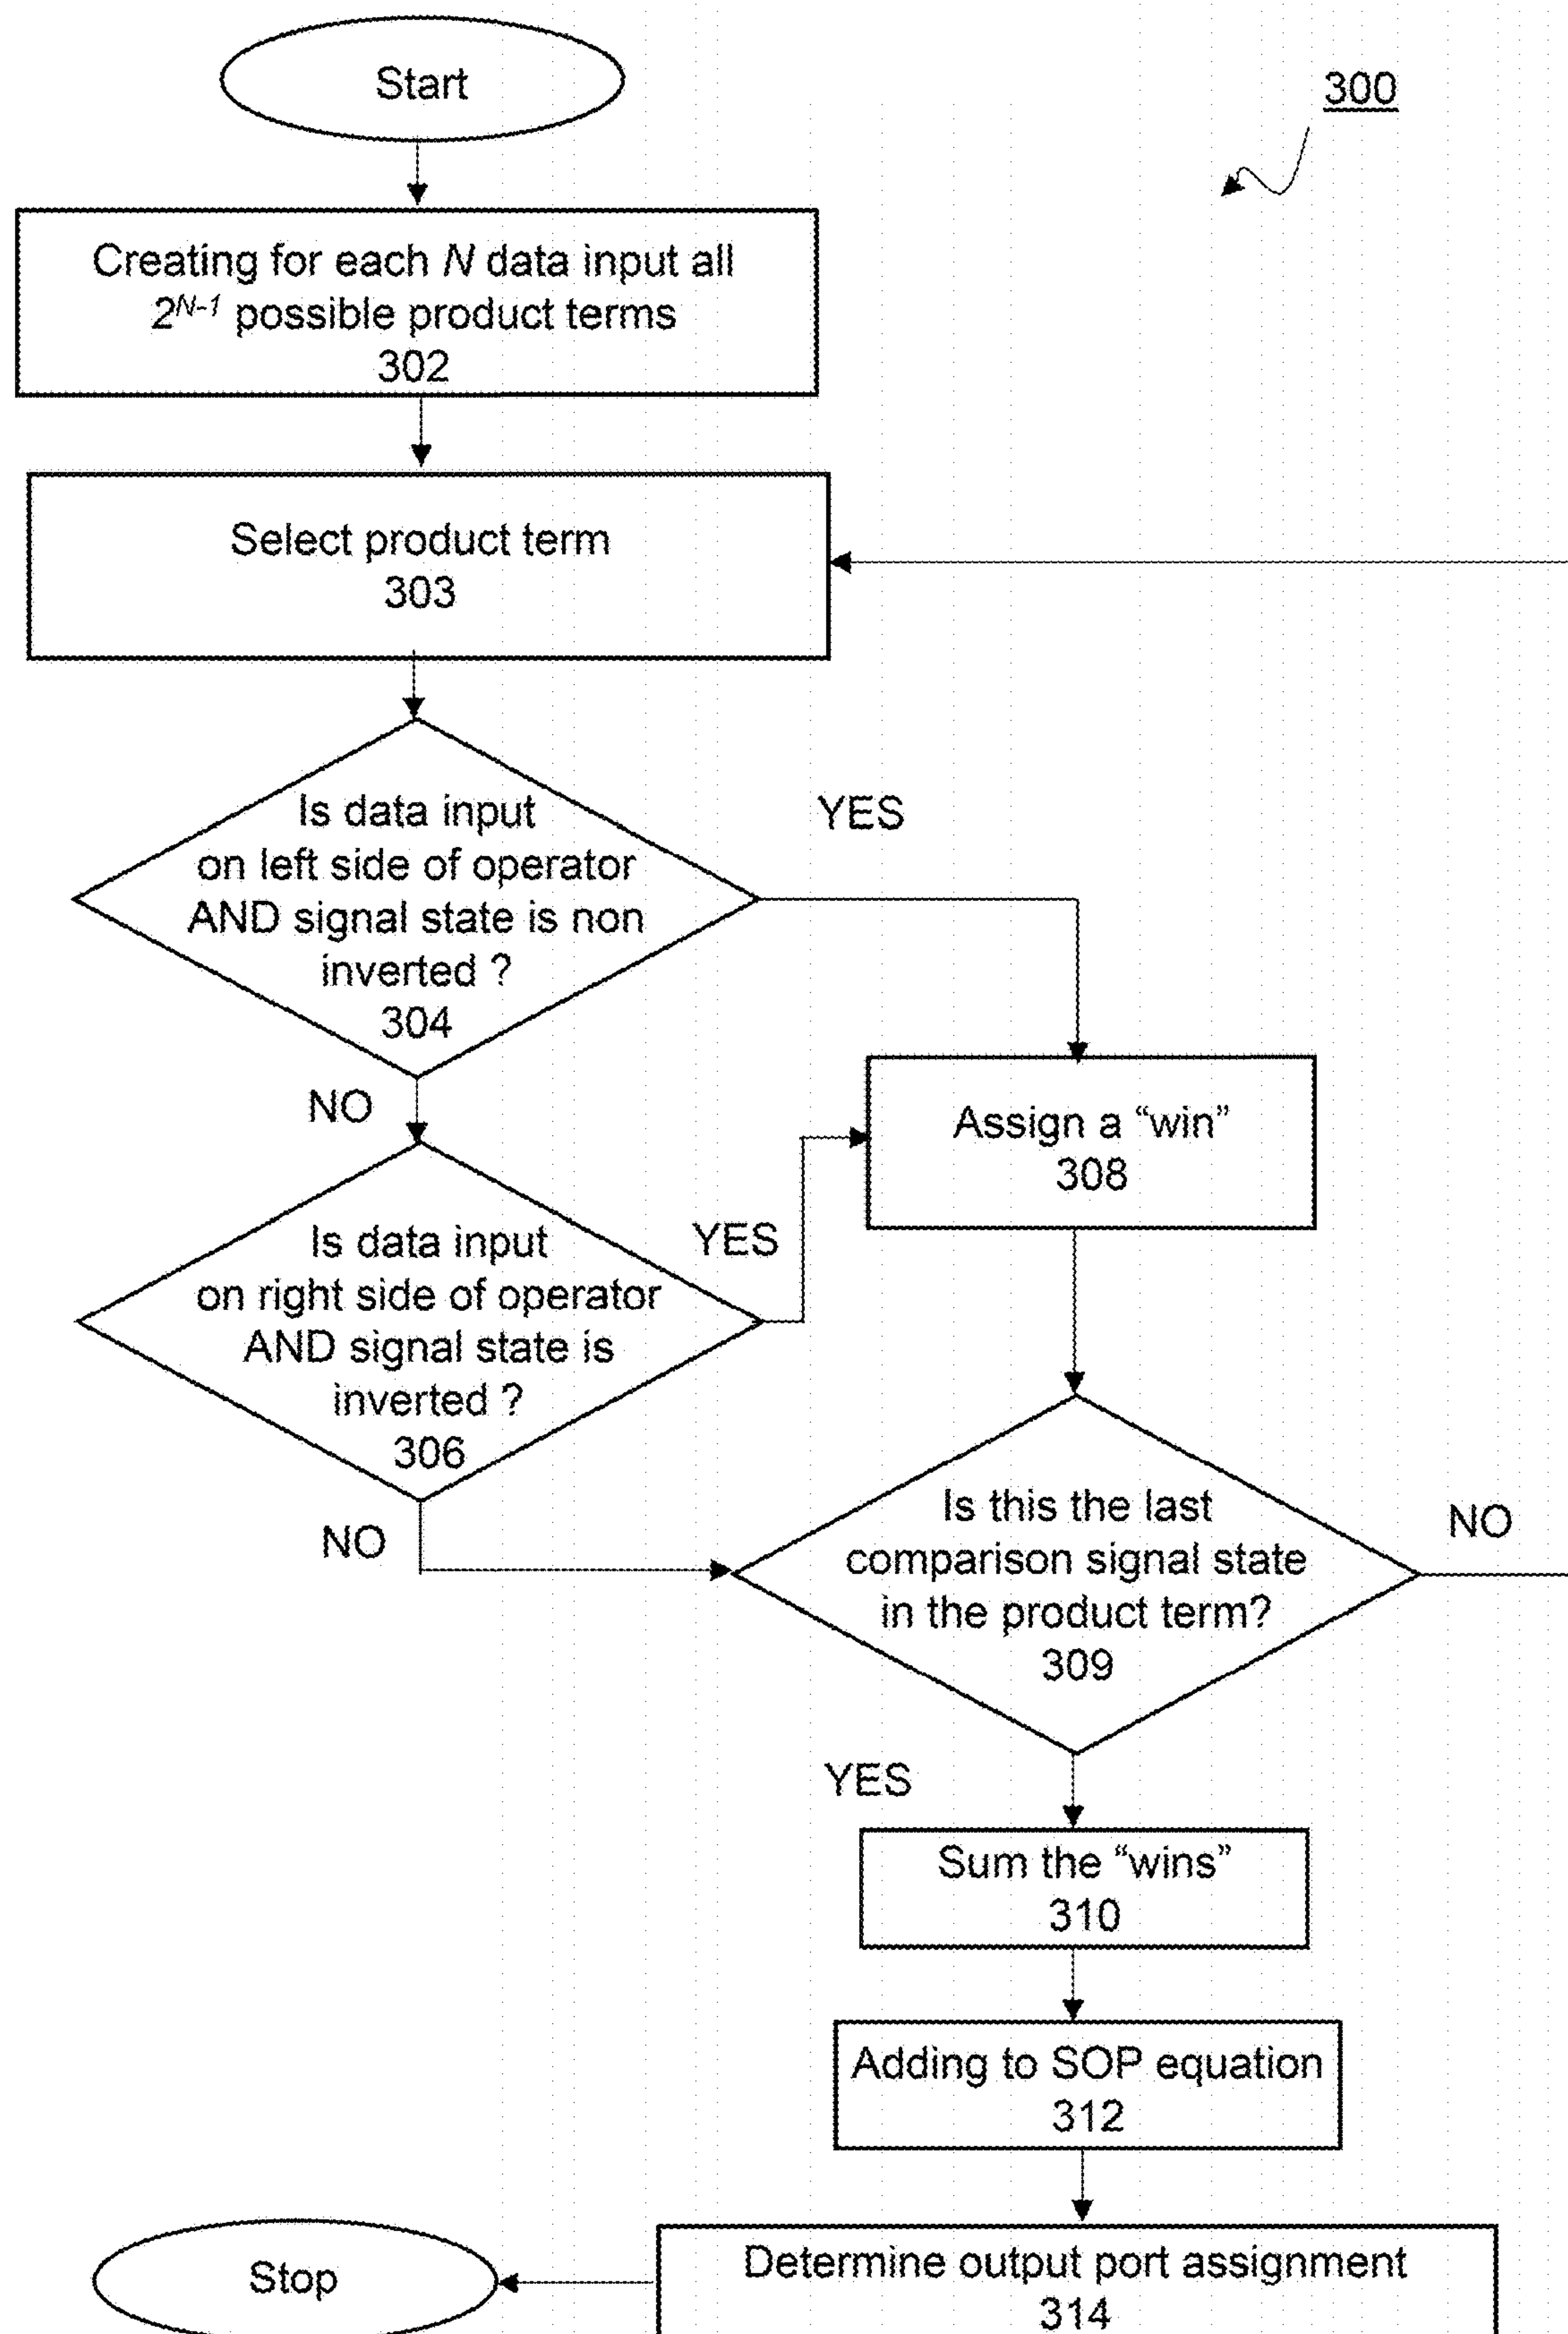 Start
300
Creating for each N data input all
2^N-1 possible product terms
302
Select product term
303
Is data input
on left side of operator
AND signal state is non
inverted ?
304
YES
NO
Assign a “win”
308
Is data input
on right side of operator
AND signal state is
inverted ?
306
YES
NO
Is this the last
comparison signal state
in the product term?
309
NO
YES
Sum the “wins”
310
Adding to SOP equation
312
Determine output port assignment
314
Stop